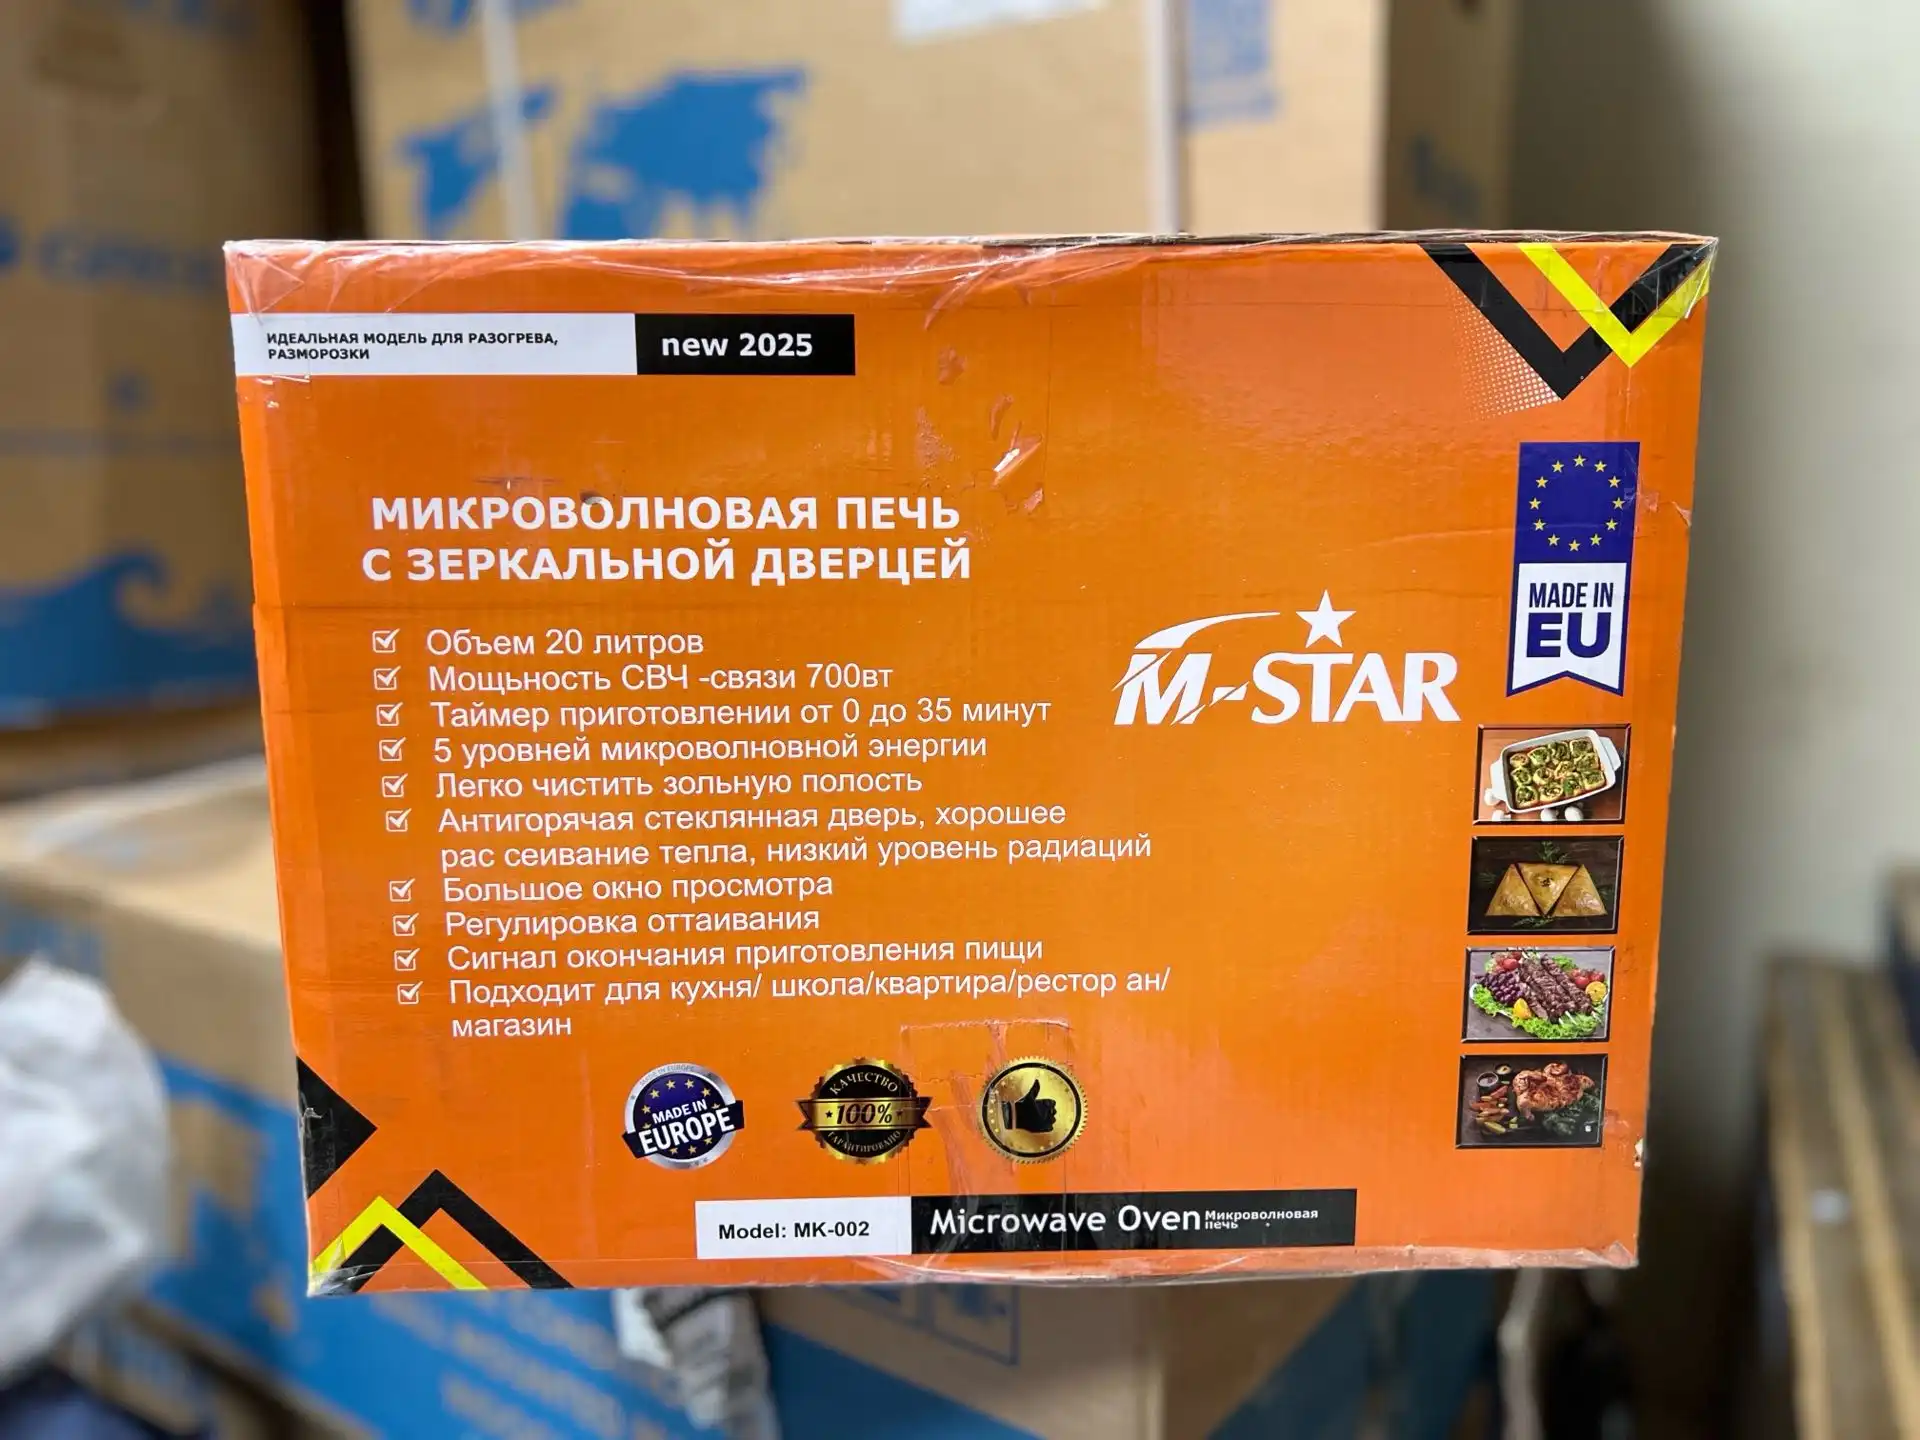 ИДЕАЛЬНАЯ МОДЕЛЬ ДЛЯ РАЗОГРЕВА,
РАЗМОРОЗКИ
new 2025
МИКРОВОЛНОВАЯ ПЕЧЬ
С ЗЕРКАЛЬНОЙ ДВЕРЦЕЙ
Объем 20 литров
Мощьность СВЧ -связи 700вт
Таймер приготовлении от 0 до 35 минут
5 уровней микроволновной энергии
Легко чистить зольную полость
Антигорячая стеклянная дверь, хорошее
рас сеивание тепла, низкий уровень радиаций
Большое окно просмотра
Регулировка оттаивания
Сигнал окончания приготовления пищи
Подходит для кухня/ школа/квартира/рестор ан/
магазин
M-STAR
MADE IN
EU
MADE IN EUROPE
MADE IN
EUROPE
КАЧЕСТВО
100%
ГАРАНТИРОВАНО
Model: MK-002
Microwave Oven
Микроволновая
печь